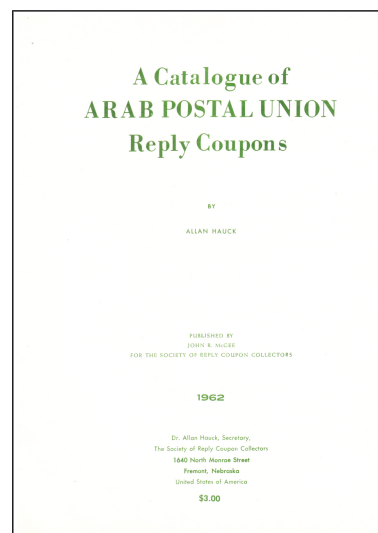 A Catalogue of
ARAB POSTAL UNION
Reply Coupons
BY
ALLAN HAUCK
PUBLISHED BY
JOHN R. McGEE
FOR THE SOCIETY OF REPLY COUPON COLLECTORS
1962
Dr. Allan Hauck, Secretary,
The Society of Reply Coupon Collectors
1640 North Monroe Street
Fremont, Nebraska
United States of America
$3.00